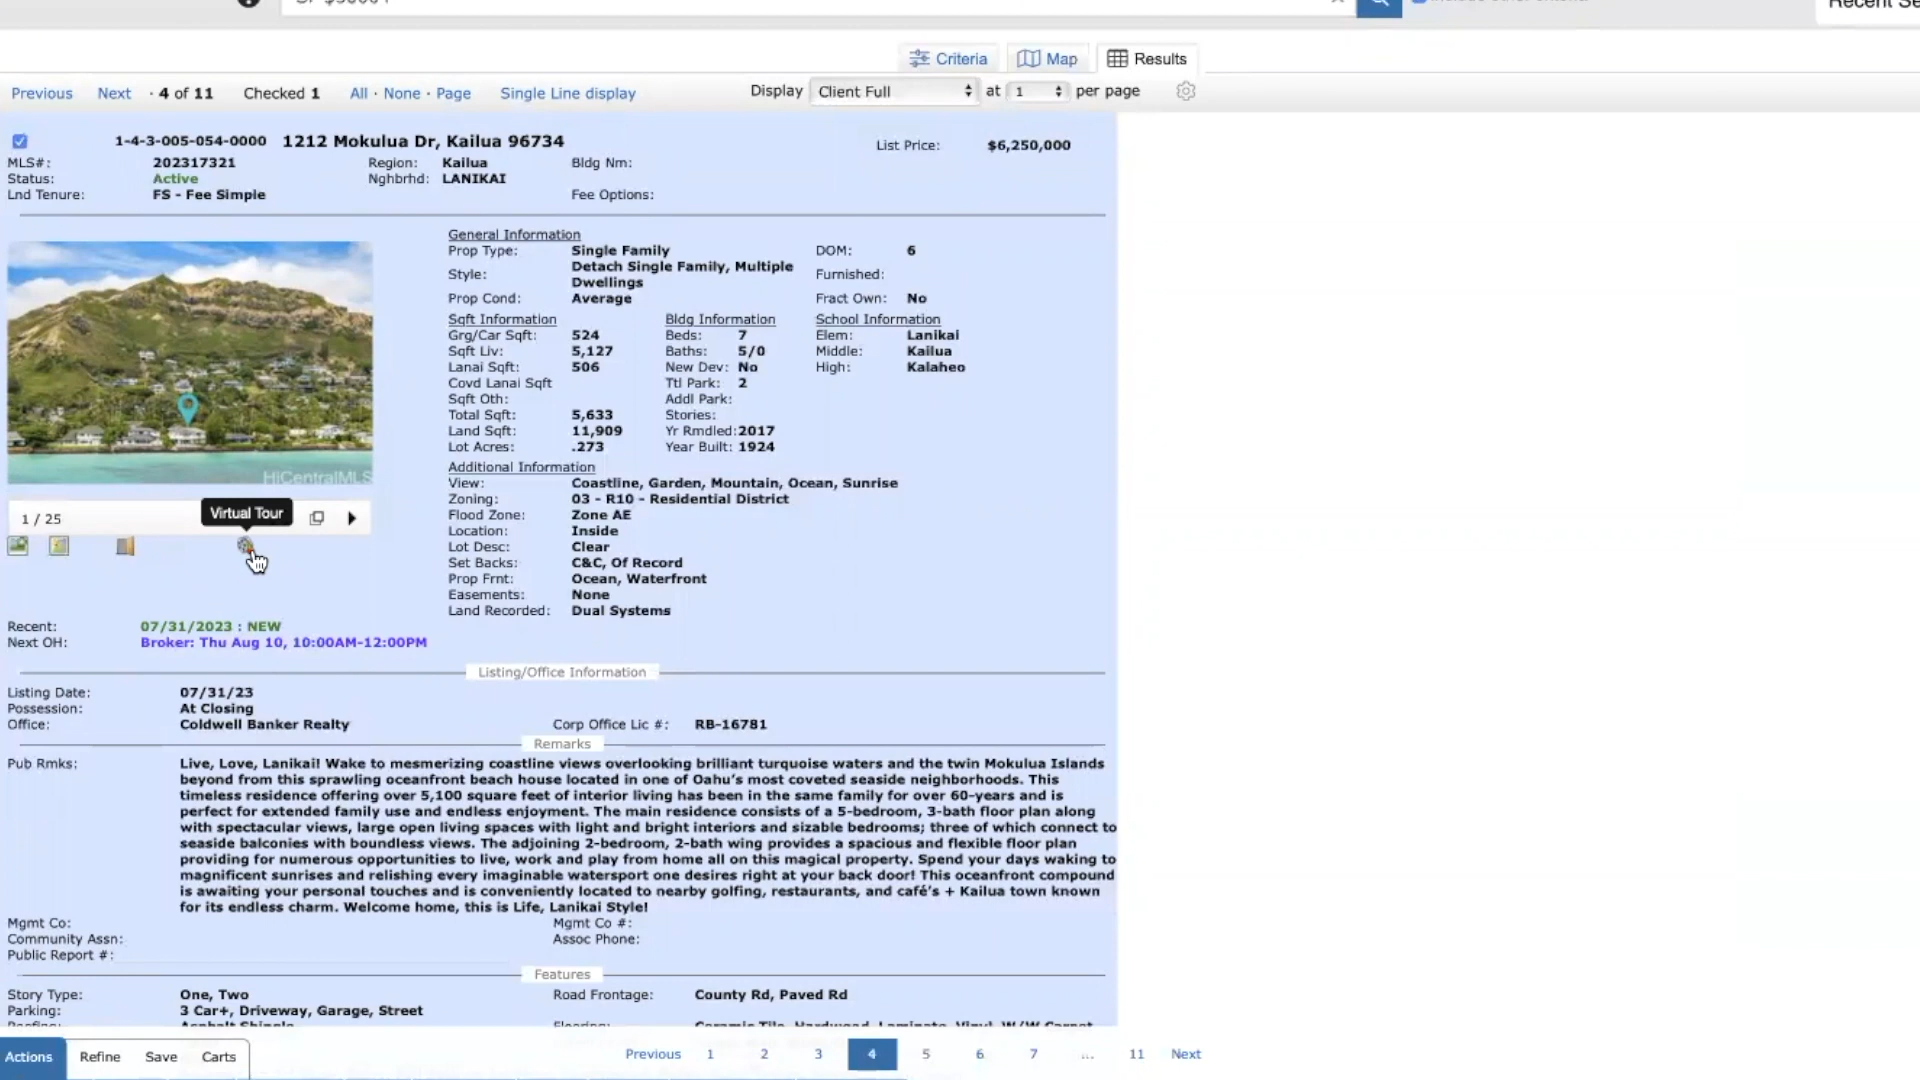 Criteria Map Results
Previous Next · 4 of 11 Checked 1 All · None · Page Single Line display Display Client Full at 1 per page
1-4-3-005-054-0000 1212 Mokulua Dr, Kailua 96734 List Price: $6,250,000
MLS#: 202317321 Region: Kailua Bldg Nm:
Status: Active Nghbrhd: LANIKAI
Lnd Tenure: FS - Fee Simple Fee Options:
General Information
Prop Type: Single Family DOM: 6
Style: Detach Single Family, Multiple Dwellings Furnished:
Prop Cond: Average Fract Own: No
Sqft Information Bldg Information School Information
Grg/Car Sqft: 524 Beds: 7 Elem: Lanikai
Sqft Liv: 5,127 Baths: 5/0 Middle: Kailua
Lanai Sqft: 506 New Dev: No High: Kalaheo
Covd Lanai Sqft Ttl Park: 2
Sqft Oth: Addl Park:
Total Sqft: 5,633 Stories:
Land Sqft: 11,909 Yr Rmdled: 2017
Lot Acres: .273 Year Built: 1924
Additional Information
View: Coastline, Garden, Mountain, Ocean, Sunrise
Zoning: 03 - R10 - Residential District
Flood Zone: Zone AE
Location: Inside
Lot Desc: Clear
Set Backs: C&C, Of Record
Prop Frnt: Ocean, Waterfront
Easements: None
Land Recorded: Dual Systems
HiCentralMLS
1 / 25 Virtual Tour
Recent: 07/31/2023 : NEW
Next OH: Broker: Thu Aug 10, 10:00AM-12:00PM
Listing/Office Information
Listing Date: 07/31/23
Possession: At Closing
Office: Coldwell Banker Realty Corp Office Lic #: RB-16781
Remarks
Pub Rmks: Live, Love, Lanikai! Wake to mesmerizing coastline views overlooking brilliant turquoise waters and the twin Mokulua Islands
beyond from this sprawling oceanfront beach house located in one of Oahu's most coveted seaside neighborhoods. This
timeless residence offering over 5,100 square feet of interior living has been in the same family for over 60-years and is
perfect for extended family use and endless enjoyment. The main residence consists of a 5-bedroom, 3-bath floor plan along
with spectacular views, large open living spaces with light and bright interiors and sizable bedrooms; three of which connect to
seaside balconies with boundless views. The adjoining 2-bedroom, 2-bath wing provides a spacious and flexible floor plan
providing for numerous opportunities to live, work and play from home all on this magical property. Spend your days waking to
magnificent sunrises and relishing every imaginable watersport one desires right at your back door! This oceanfront compound
is awaiting your personal touches and is conveniently located to nearby golfing, restaurants, and café's + Kailua town known
for its endless charm. Welcome home, this is Life, Lanikai Style!
Mgmt Co: Mgmt Co #:
Community Assn: Assoc Phone:
Public Report #:
Features
Story Type: One, Two Road Frontage: County Rd, Paved Rd
Parking: 3 Car+, Driveway, Garage, Street
Actions Refine Save Carts Previous 1 2 3 4 5 6 7 ... 11 Next